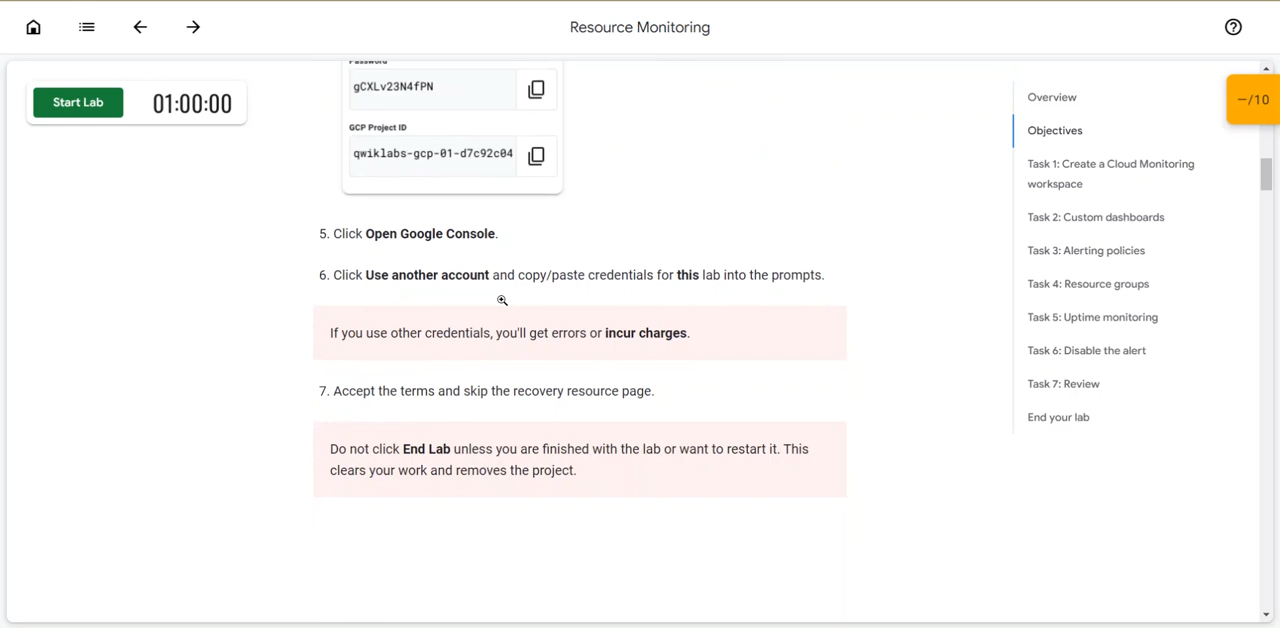 Resource Monitoring
Start Lab
01:00:00
Password
gCXLv23N4fPN
GCP Project ID
qwiklabs-gcp-01-d7c92c04
5. Click Open Google Console.
6. Click Use another account and copy/paste credentials for this lab into the prompts.
If you use other credentials, you'll get errors or incur charges.
7. Accept the terms and skip the recovery resource page.
Do not click End Lab unless you are finished with the lab or want to restart it. This
clears your work and removes the project.
Overview
Objectives
Task 1: Create a Cloud Monitoring
workspace
Task 2: Custom dashboards
Task 3: Alerting policies
Task 4: Resource groups
Task 5: Uptime monitoring
Task 6: Disable the alert
Task 7: Review
End your lab
–/10